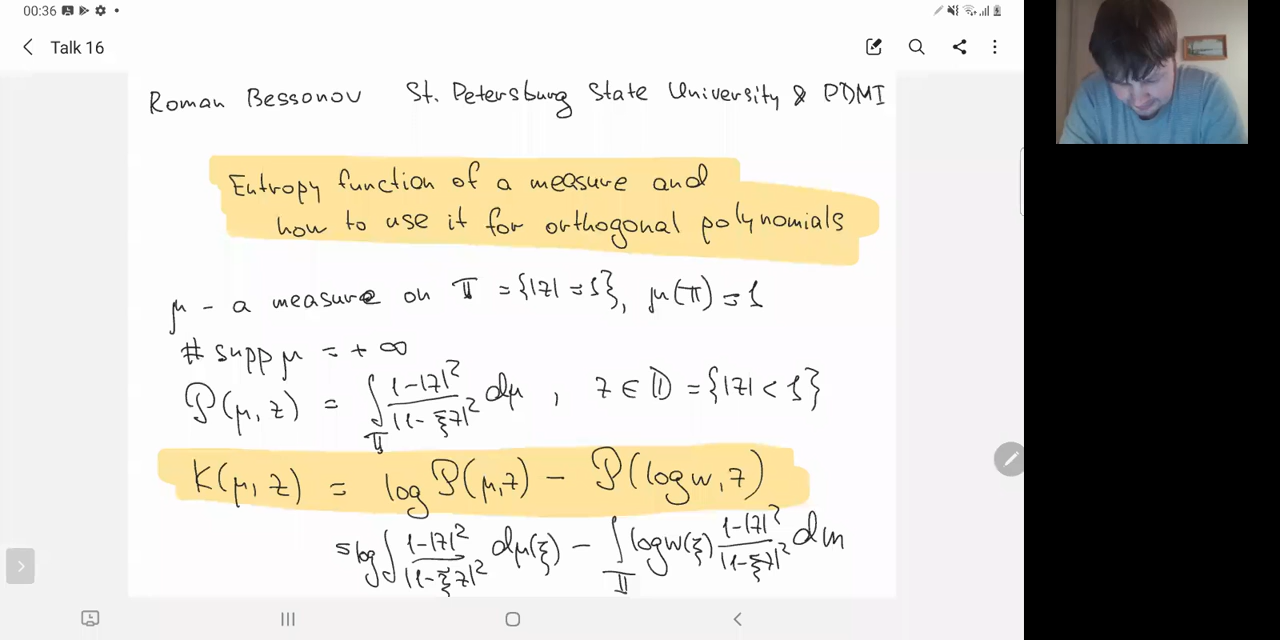 00:36
Talk 16
Roman Bessonov St. Petersburg State University & PDMI
Entropy function of a measure and
how to use it for orthogonal polynomials
μ - a measure on 𝕋 = {|z| = 1}, μ(𝕋) = 1
# supp μ = + ∞
P(μ, z) = ∫_𝕋 (1-|z|²)/|1-ξ̄z|² dμ, z ∈ 𝔻 = {|z| < 1}
K(μ, z) = log P(μ, z) - P(log w, z)
= log ∫ (1-|z|²)/|1-ξ̄z|² dμ(ξ) - ∫_𝕋 log w(ξ) (1-|z|²)/|1-ξ̄z|² dm